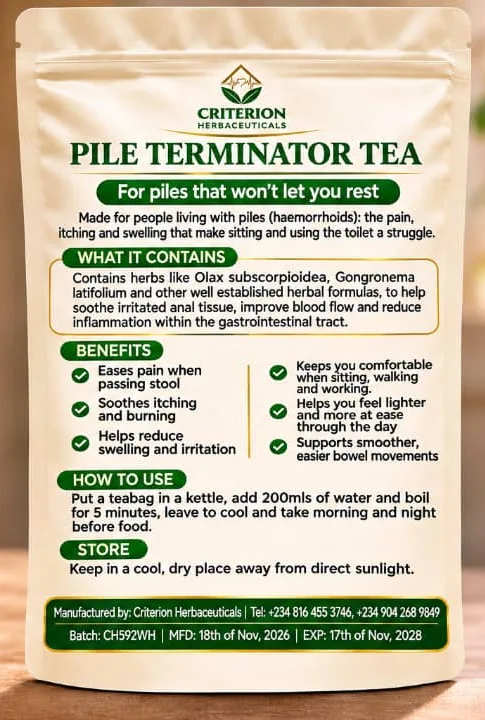 CRITERION
HERBACEUTICALS
PILE TERMINATOR TEA
For piles that won't let you rest
Made for people living with piles (haemorrhoids): the pain,
itching and swelling that make sitting and using the toilet a struggle.
WHAT IT CONTAINS
Contains herbs like Olax subscorpioidea, Gongronema
latifolium and other well established herbal formulas, to help
soothe irritated anal tissue, improve blood flow and reduce
inflammation within the gastrointestinal tract.
BENEFITS
Eases pain when
passing stool
Soothes itching
and burning
Helps reduce
swelling and irritation
Keeps you comfortable
when sitting, walking
and working.
Helps you feel lighter
and more at ease
through the day
Supports smoother,
easier bowel movements
HOW TO USE
Put a teabag in a kettle, add 200mls of water and boil
for 5 minutes, leave to cool and take morning and night
before food.
STORE
Keep in a cool, dry place away from direct sunlight.
Manufactured by: Criterion Herbaceuticals | Tel: +234 816 455 3746, +234 904 268 9849
Batch: CH592WH | MFD: 18th of Nov, 2026 | EXP: 17th of Nov, 2028